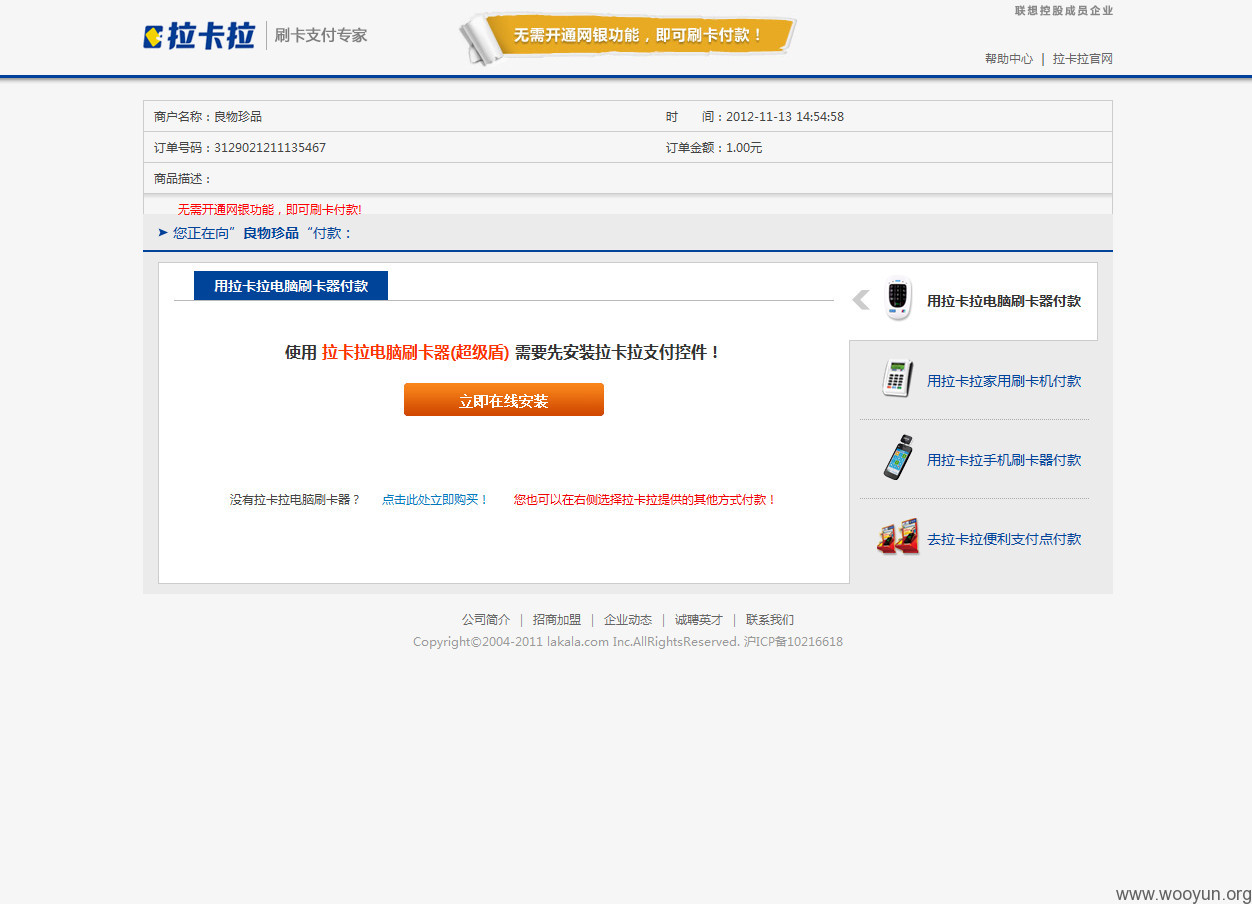 联想控股成员企业
拉卡拉 刷卡支付专家 无需开通网银功能，即可刷卡付款！
帮助中心 | 拉卡拉官网
商户名称：良物珍品 时 间：2012-11-13 14:54:58
订单号码：3129021211135467 订单金额：1.00元
商品描述：
无需开通网银功能，即可刷卡付款!
您正在向”良物珍品“付款：
用拉卡拉电脑刷卡器付款
用拉卡拉电脑刷卡器付款
使用 拉卡拉电脑刷卡器(超级盾) 需要先安装拉卡拉支付控件！
用拉卡拉家用刷卡机付款
立即在线安装
用拉卡拉手机刷卡器付款
没有拉卡拉电脑刷卡器？ 点击此处立即购买！ 您也可以在右侧选择拉卡拉提供的其他方式付款！
去拉卡拉便利支付点付款
公司简介 | 招商加盟 | 企业动态 | 诚聘英才 | 联系我们
Copyright©2004-2011 lakala.com Inc.AllRightsReserved. 沪ICP备10216618
www.wooyun.org